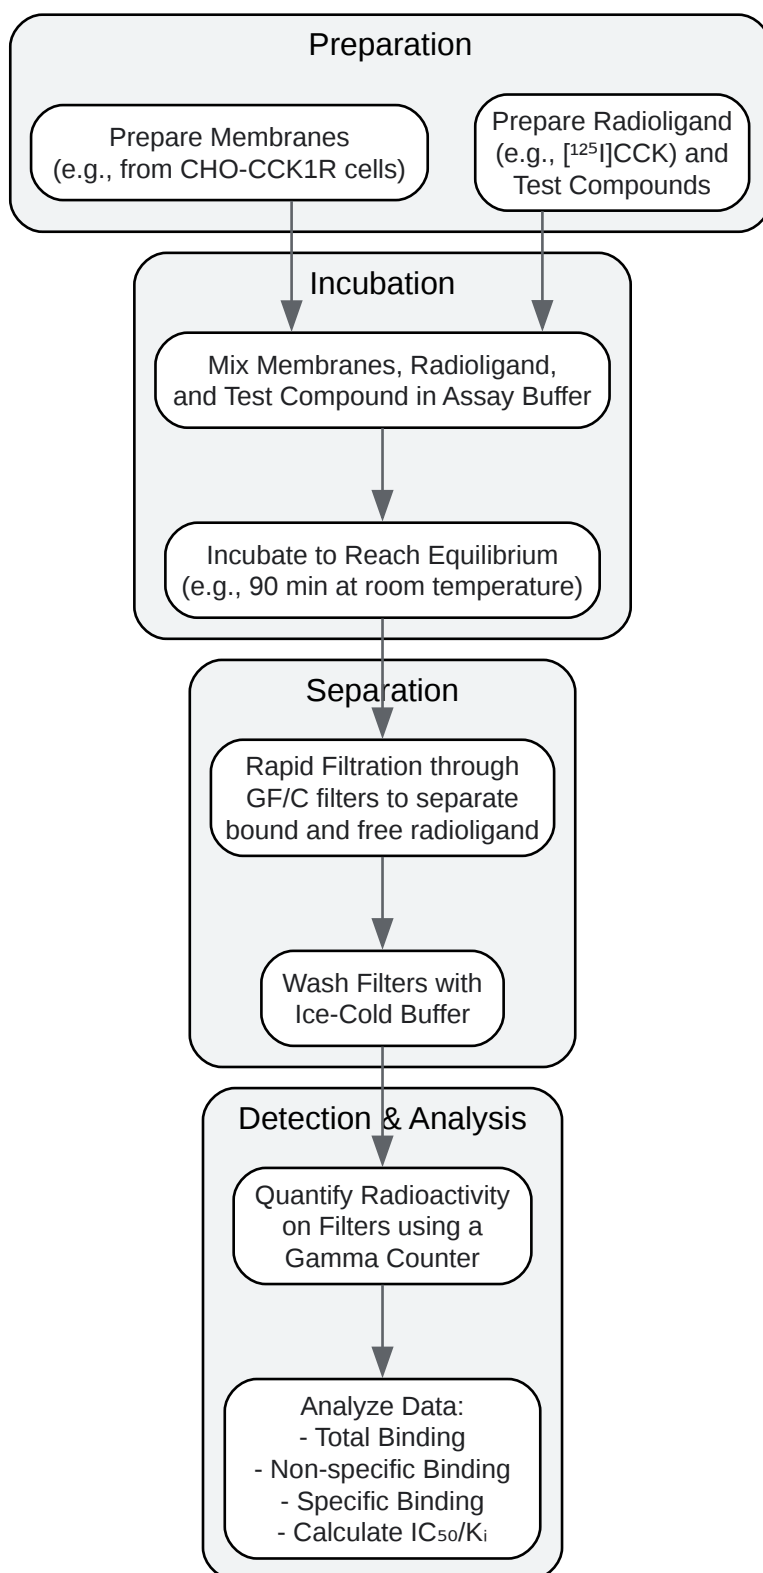 Preparation
Prepare Membranes
(e.g., from CHO-CCK1R cells)
Prepare Radioligand
(e.g., [¹²⁵I]CCK) and
Test Compounds
Incubation
Mix Membranes, Radioligand,
and Test Compound in Assay Buffer
Incubate to Reach Equilibrium
(e.g., 90 min at room temperature)
Separation
Rapid Filtration through
GF/C filters to separate
bound and free radioligand
Wash Filters with
Ice-Cold Buffer
Detection & Analysis
Quantify Radioactivity
on Filters using a
Gamma Counter
Analyze Data:
- Total Binding
- Non-specific Binding
- Specific Binding
- Calculate IC₅₀/Kᵢ